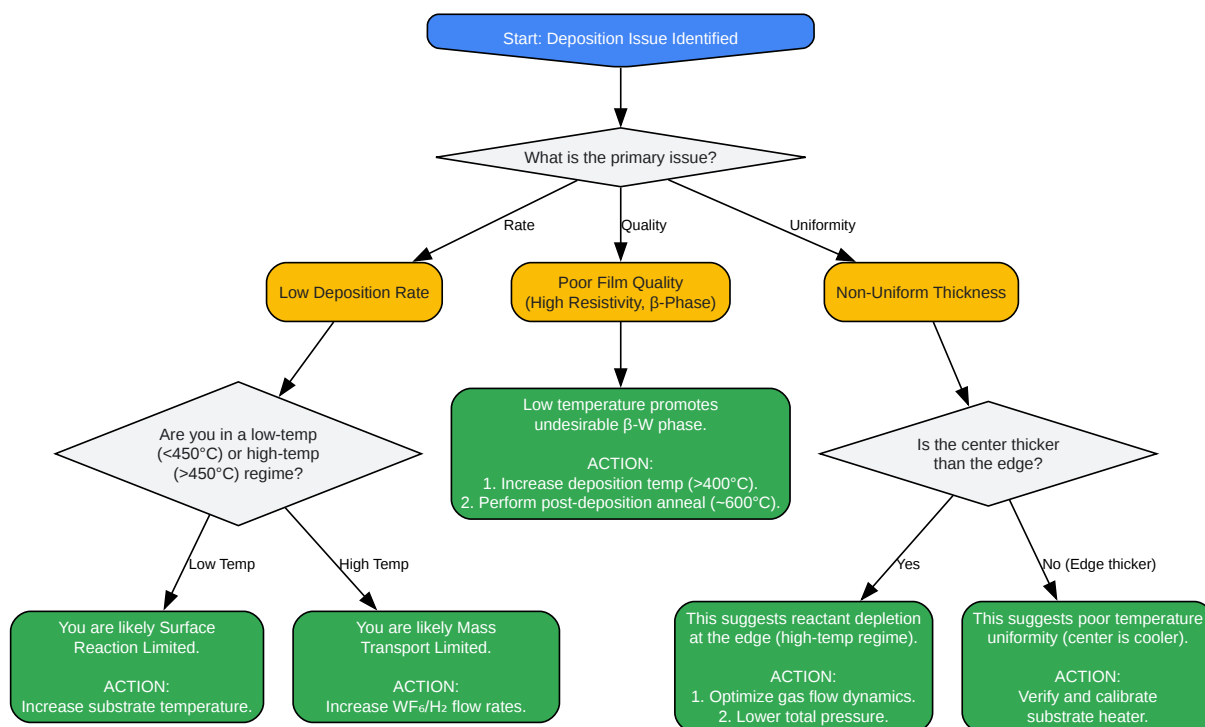 Start: Deposition Issue Identified
What is the primary issue?
Rate
Quality
Uniformity
Low Deposition Rate
Poor Film Quality
(High Resistivity, β-Phase)
Non-Uniform Thickness
Are you in a low-temp
(<450°C) or high-temp
(>450°C) regime?
Low temperature promotes
undesirable β-W phase.
ACTION:
1. Increase deposition temp (>400°C).
2. Perform post-deposition anneal (~600°C).
Is the center thicker
than the edge?
Low Temp
High Temp
Yes
No (Edge thicker)
You are likely Surface
Reaction Limited.
ACTION:
Increase substrate temperature.
You are likely Mass
Transport Limited.
ACTION:
Increase WF₆/H₂ flow rates.
This suggests reactant depletion
at the edge (high-temp regime).
ACTION:
1. Optimize gas flow dynamics.
2. Lower total pressure.
This suggests poor temperature
uniformity (center is cooler).
ACTION:
Verify and calibrate
substrate heater.